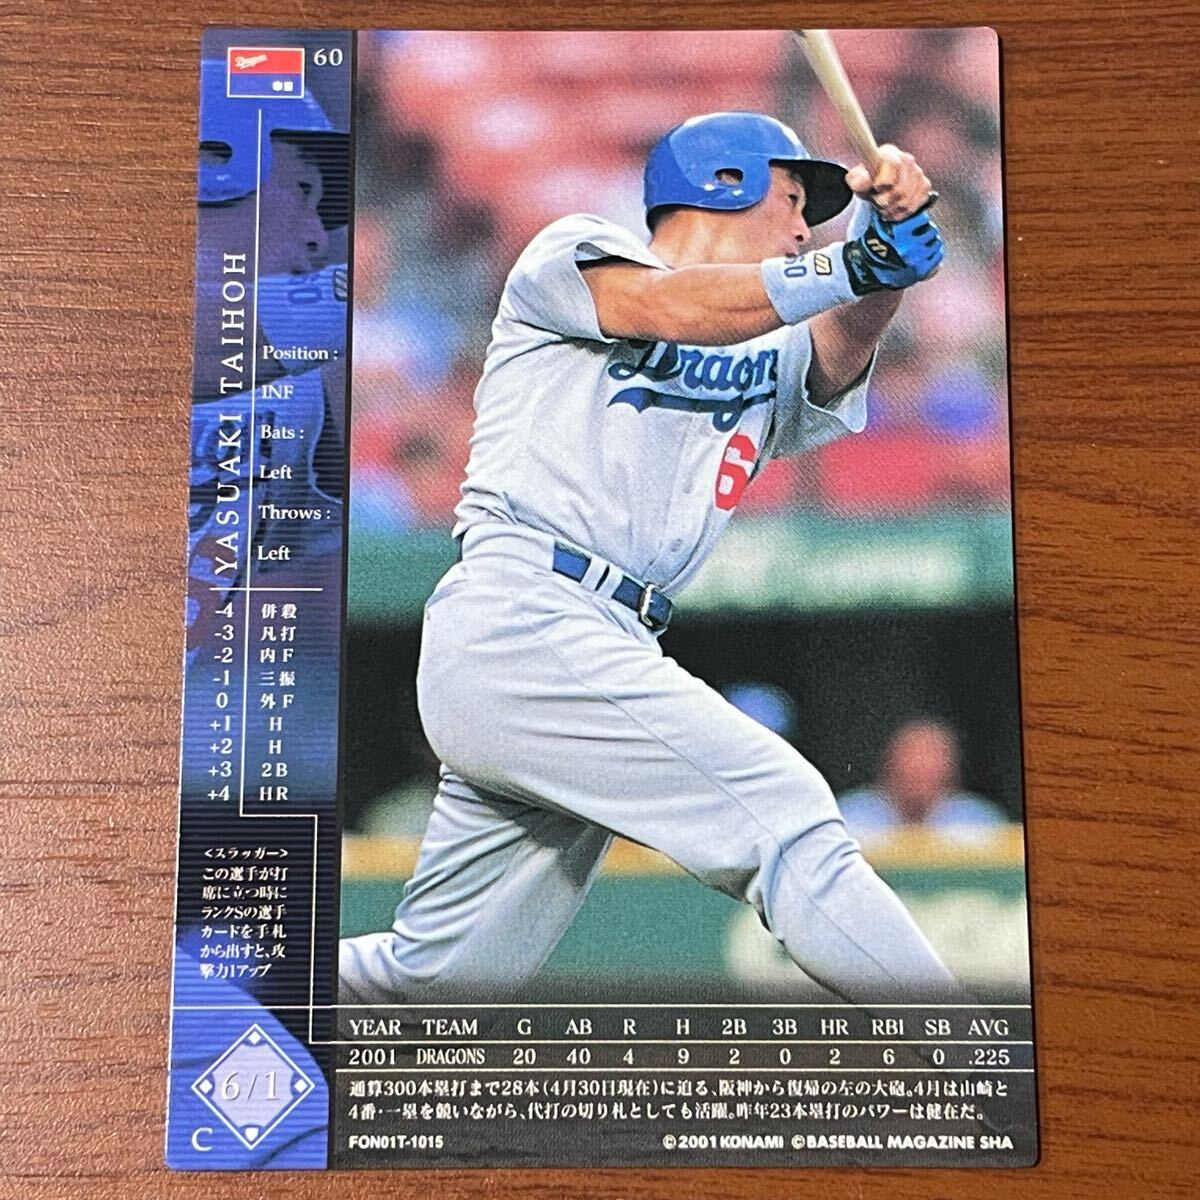 Dragons
60
YASUAKI TAIHOH
Position :
INF
Bats :
Left
Throws :
Left
-4 併殺
-3 凡打
-2 内F
-1 三振
0 外F
+1 H
+2 H
+3 2B
+4 HR
<スラッガー>
この選手が打
席に立つ時に
ランクSの選手
カードを手札
から出すと、攻
撃力1アップ
6/1
C
60
Dragon
6
YEAR TEAM G AB R H 2B 3B HR RBI SB AVG
2001 DRAGONS 20 40 4 9 2 0 2 6 0 .225
通算300本塁打まで28本(4月30日現在)に迫る、阪神から復帰の左の大砲。4月は山﨑と
4番・一塁を競いながら、代打の切り札としても活躍。昨年23本塁打のパワーは健在だ。
FON01T-1015
©2001 KONAMI ©BASEBALL MAGAZINE SHA